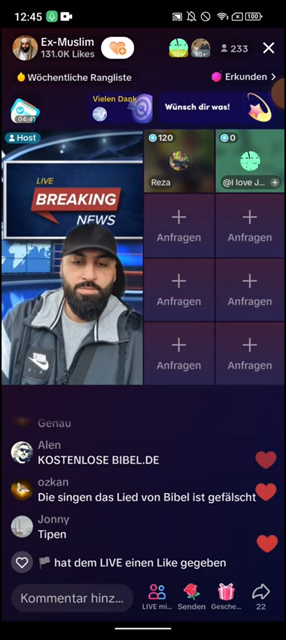 12:45
100
Ex-Muslim
131.0K Likes
233
Wöchentliche Rangliste
Erkunden
04:41
Vielen Dank
Wünsch dir was!
Host
120
0
LIVE
BREAKING
NEWS
Reza
@I love J...
Anfragen
Anfragen
Anfragen
Anfragen
Anfragen
Anfragen
Genau
Alen
KOSTENLOSE BIBEL.DE
ozkan
Die singen das Lied von Bibel ist gefälscht
Jonny
Tipen
hat dem LIVE einen Like gegeben
Kommentar hinz...
LIVE mi...
Senden
Gesche...
22